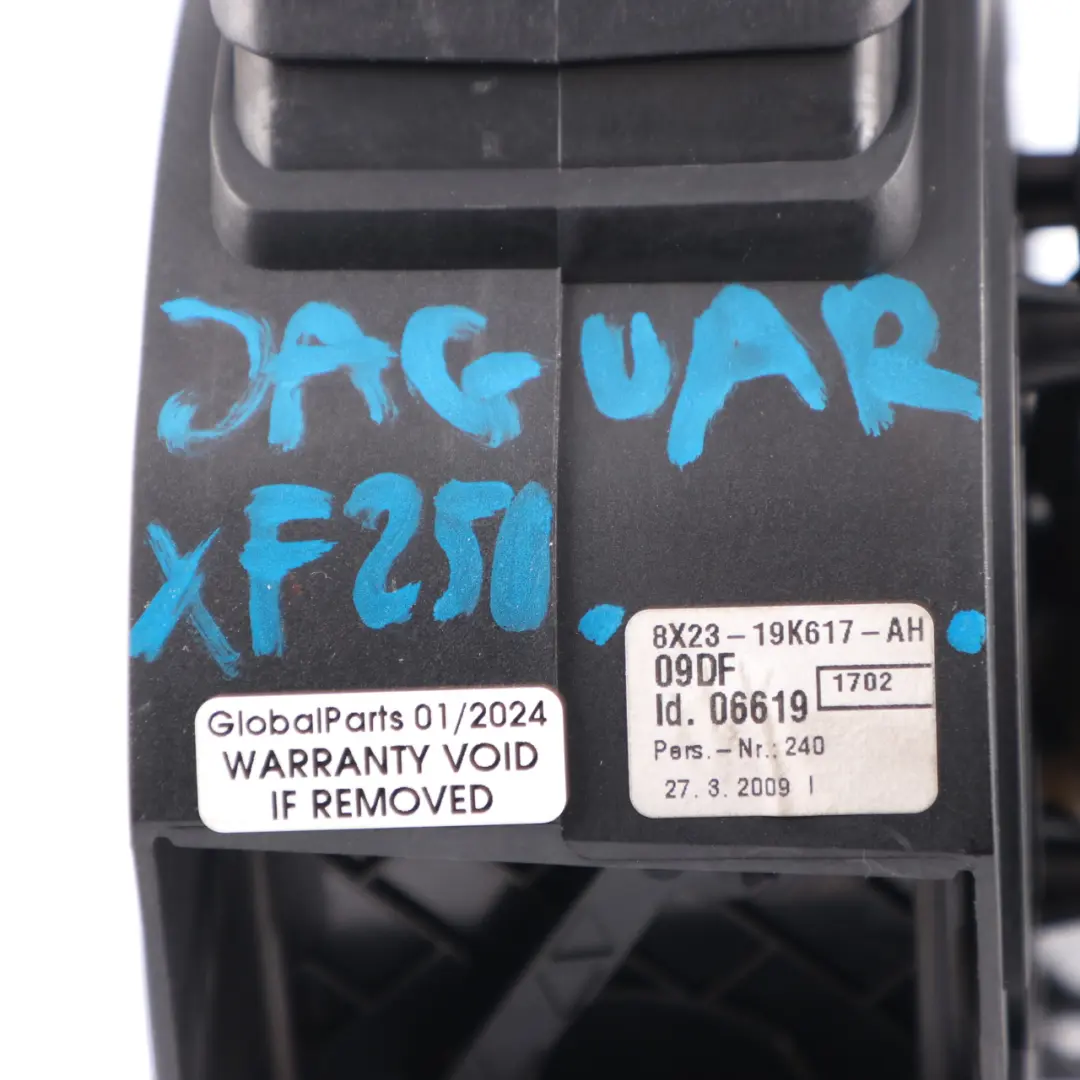 JAGUAR
XF250
8X23-19K617-AH
09DF
1702
Id. 06619
Pers.-Nr.: 240
27. 3. 2009 I
GlobalParts 01/2024
WARRANTY VOID
IF REMOVED